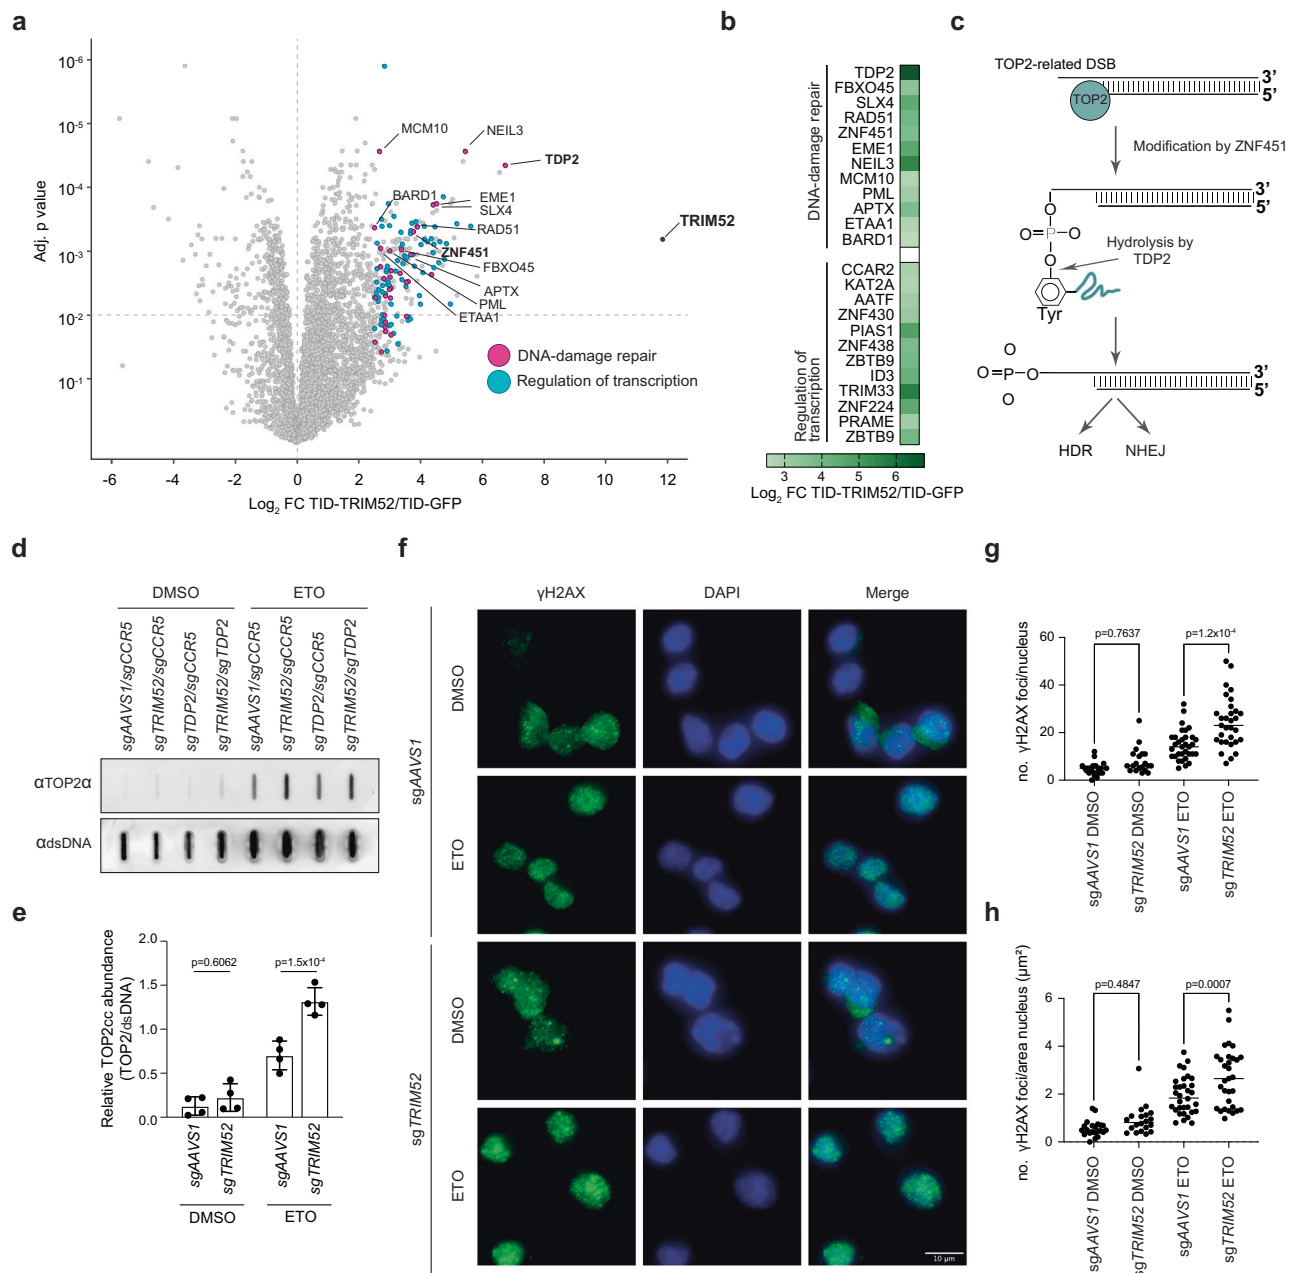 a
10-6
10-5
10-4
10-3
10-2
10-1
Adj. p value
MCM10
NEIL3
TDP2
BARD1
EME1
SLX4
RAD51
TRIM52
ZNF451
FBXO45
APTX
PML
ETAA1
DNA-damage repair
Regulation of transcription
-6 -4 -2 0 2 4 6 8 10 12
Log2 FC TID-TRIM52/TID-GFP
b
DNA-damage repair
TDP2
FBXO45
SLX4
RAD51
ZNF451
EME1
NEIL3
MCM10
PML
APTX
ETAA1
BARD1
Regulation of
transcription
CCAR2
KAT2A
AATF
ZNF430
PIAS1
ZNF438
ZBTB9
ID3
TRIM33
ZNF224
PRAME
ZBTB9
3 4 5 6
Log2 FC TID-TRIM52/TID-GFP
c
TOP2-related DSB
TOP2
3’
5’
Modification by ZNF451
3’
5’
O
O=P-O
O
Hydrolysis by
TDP2
Tyr
O
O=P-O
O
3’
5’
HDR NHEJ
d
DMSO ETO
sgAAVS1/sgCCR5
sgTRIM52/sgCCR5
sgTDP2/sgCCR5
sgTRIM52/sgTDP2
sgAAVS1/sgCCR5
sgTRIM52/sgCCR5
sgTDP2/sgCCR5
sgTRIM52/sgTDP2
αTOP2α
αdsDNA
e
Relative TOP2cc abundance
(TOP2/dsDNA)
2.0
1.5
1.0
0.5
0.0
p=0.6062
p=1.5x10-4
sgAAVS1
sgTRIM52
sgAAVS1
sgTRIM52
DMSO ETO
f
γH2AX DAPI Merge
sgAAVS1
DMSO
ETO
sgTRIM52
DMSO
ETO
10 µm
g
no. γH2AX foci/nucleus
60
40
20
0
p=0.7637
p=1.2x10-4
sgAAVS1 DMSO
sgTRIM52 DMSO
sgAAVS1 ETO
sgTRIM52 ETO
h
no. γH2AX foci/area nucleus (µm²)
6
4
2
0
p=0.4847
p=0.0007
sgAAVS1 DMSO
sgTRIM52 DMSO
sgAAVS1 ETO
sgTRIM52 ETO